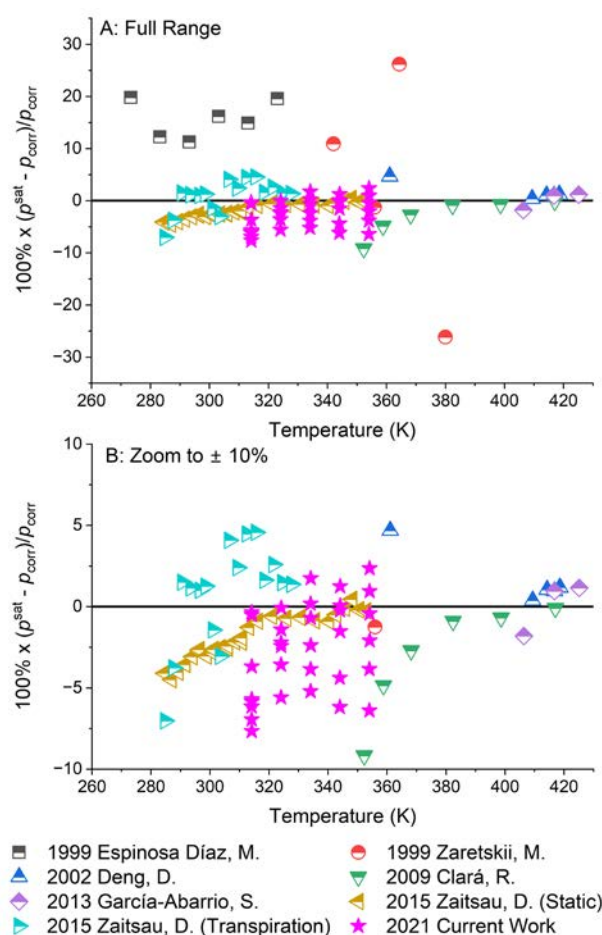 A: Full Range
30
20
10
0
−10
−20
−30
100% x (p^sat - p_corr)/p_corr
260 280 300 320 340 360 380 400 420
Temperature (K)
B: Zoom to ± 10%
10
5
0
−5
−10
100% x (p^sat - p_corr)/p_corr
260 280 300 320 340 360 380 400 420
Temperature (K)
1999 Espinosa Díaz, M. 1999 Zaretskii, M.
2002 Deng, D. 2009 Clará, R.
2013 García-Abarrio, S. 2015 Zaitsau, D. (Static)
2015 Zaitsau, D. (Transpiration) 2021 Current Work